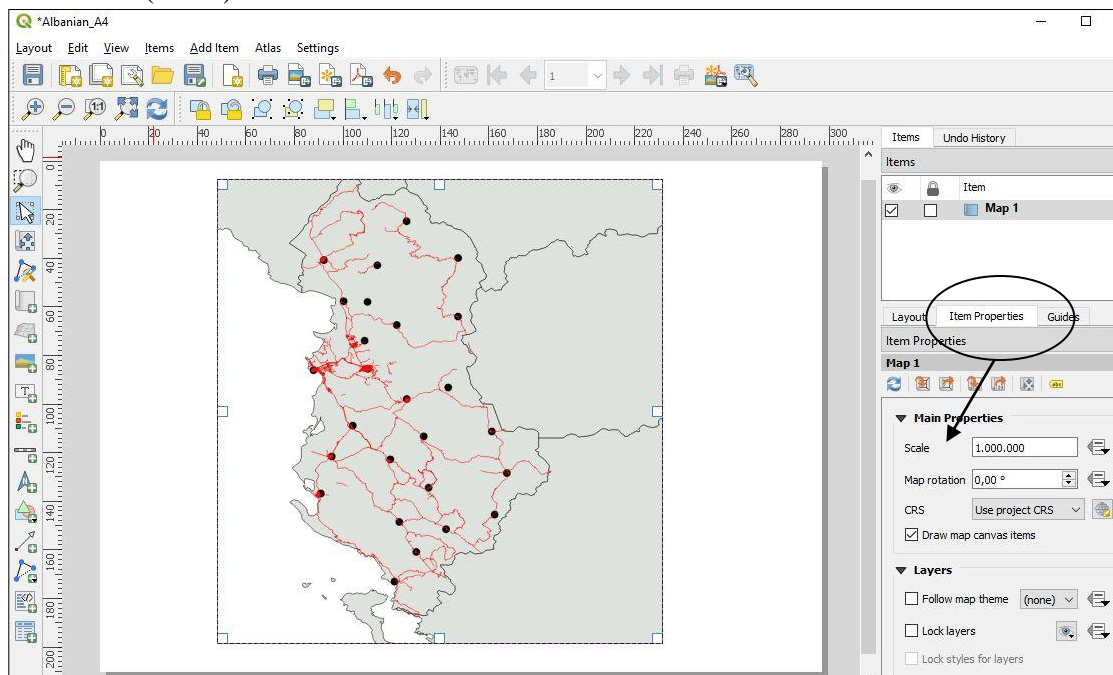 *Albanian_A4
Layout Edit View Items Add Item Atlas Settings
1:1 1
0 20 40 60 80 100 120 140 160 180 200 220 240 260 280 300
0
20
40
60
80
100
120
140
160
180
200
T
Items Undo History
Items
Item
Map 1
Layout Item Properties Guides
Item Properties
Map 1
abc
Main Properties
Scale 1.000.000
Map rotation 0,00 °
CRS Use project CRS
Draw map canvas items
Layers
Follow map theme (none)
Lock layers
Lock styles for layers